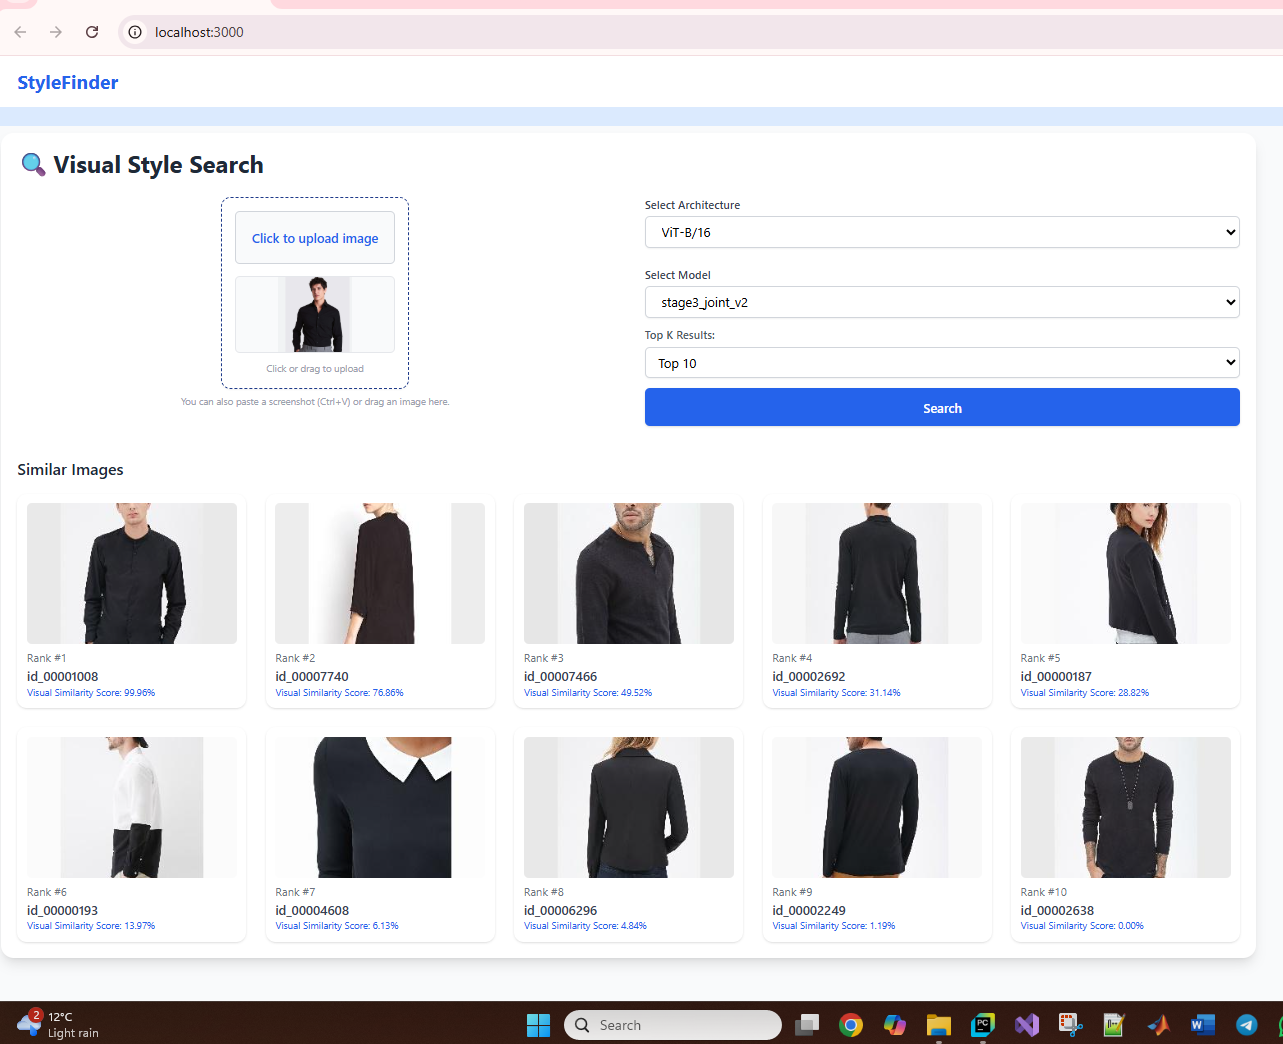 localhost:3000
StyleFinder
Visual Style Search
Click to upload image
Click or drag to upload
You can also paste a screenshot (Ctrl+V) or drag an image here.
Select Architecture
ViT-B/16
Select Model
stage3_joint_v2
Top K Results:
Top 10
Search
Similar Images
Rank #1
id_00001008
Visual Similarity Score: 99.96%
Rank #2
id_00007740
Visual Similarity Score: 76.86%
Rank #3
id_00007466
Visual Similarity Score: 49.52%
Rank #4
id_00002692
Visual Similarity Score: 31.14%
Rank #5
id_00000187
Visual Similarity Score: 28.82%
Rank #6
id_00000193
Visual Similarity Score: 13.97%
Rank #7
id_00004608
Visual Similarity Score: 6.13%
Rank #8
id_00006296
Visual Similarity Score: 4.84%
Rank #9
id_00002249
Visual Similarity Score: 1.19%
Rank #10
id_00002638
Visual Similarity Score: 0.00%
2
12°C
Light rain
Search
PC
W